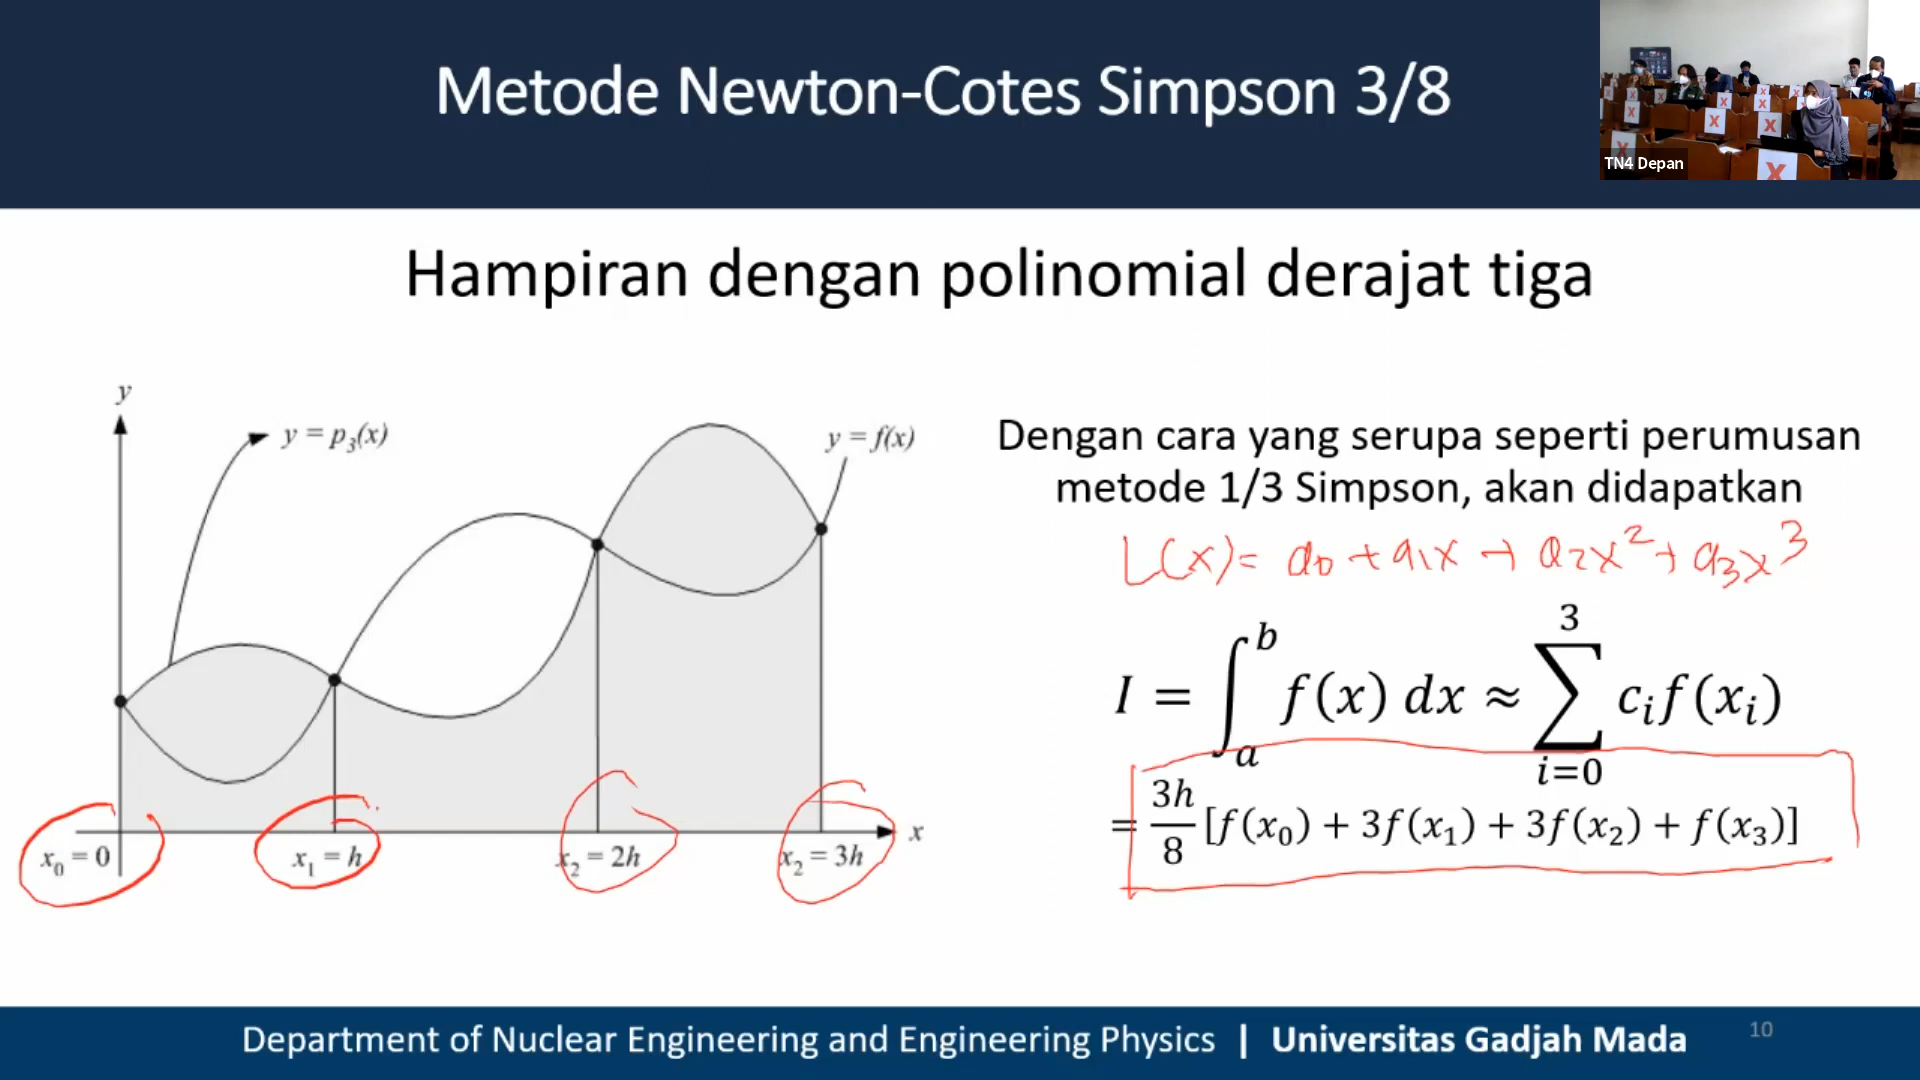 Metode Newton-Cotes Simpson 3/8
TN4 Depan
Hampiran dengan polinomial derajat tiga
y
y = p₃(x)
y = f(x)
x
x₀ = 0
x₁ = h
x₂ = 2h
x₂ = 3h
Dengan cara yang serupa seperti perumusan
metode 1/3 Simpson, akan didapatkan
L(x) = a₀ + a₁x + a₂x² + a₃x³
I = ∫ₐᵇ f(x) dx ≈ ∑ᵢ₌₀³ cᵢf(xᵢ)
= 3h/8 [f(x₀) + 3f(x₁) + 3f(x₂) + f(x₃)]
Department of Nuclear Engineering and Engineering Physics | Universitas Gadjah Mada
10